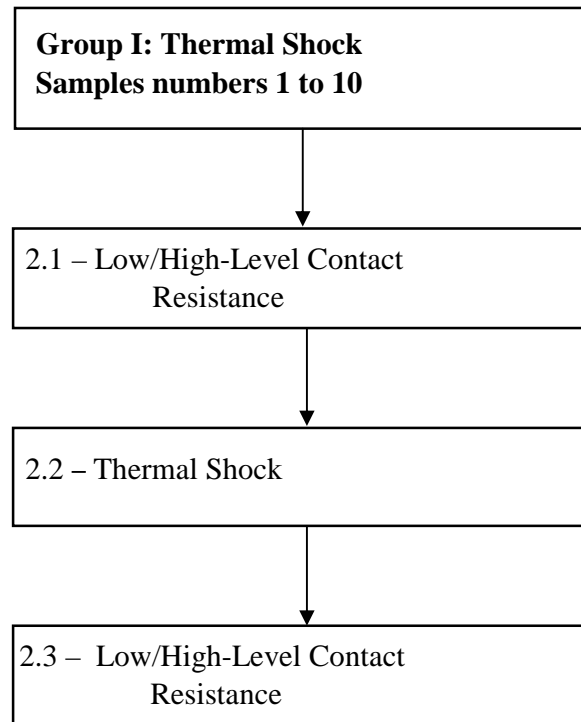 Group I: Thermal Shock
Samples numbers 1 to 10
2.1 – Low/High-Level Contact
Resistance
2.2 – Thermal Shock
2.3 – Low/High-Level Contact
Resistance